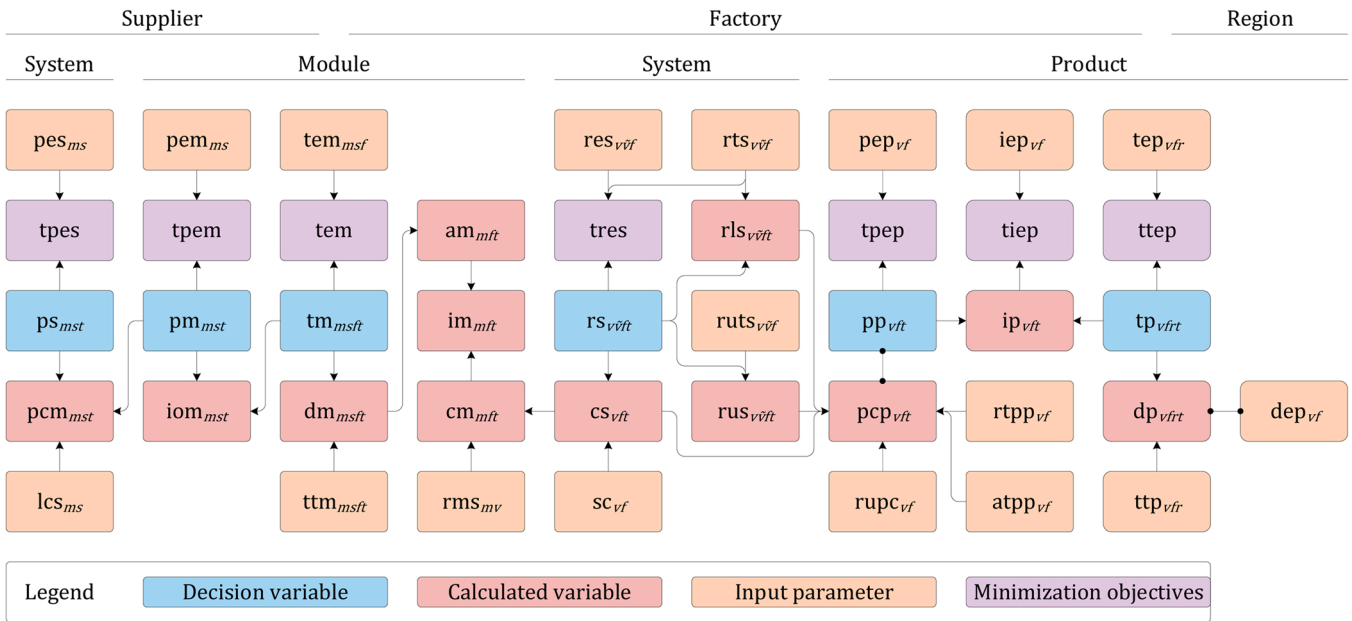 Supplier Factory Region
System Module System Product
pes_ms pem_ms tem_msf res_vṽf rts_vṽf pep_vf iep_vf tep_vfr
tpes tpem tem am_mft tres rls_vṽft tpep tiep ttep
ps_mst pm_mst tm_msft im_mft rs_vṽft ruts_vṽf pp_vft ip_vft tp_vfrt
pcm_mst iom_mst dm_msft cm_mft cs_vft rus_vṽft pcp_vft rtpp_vf dp_vfrt dep_vf
lcs_ms ttm_msft rms_mv sc_vf rupc_vf atpp_vf ttp_vfr
Legend Decision variable Calculated variable Input parameter Minimization objectives